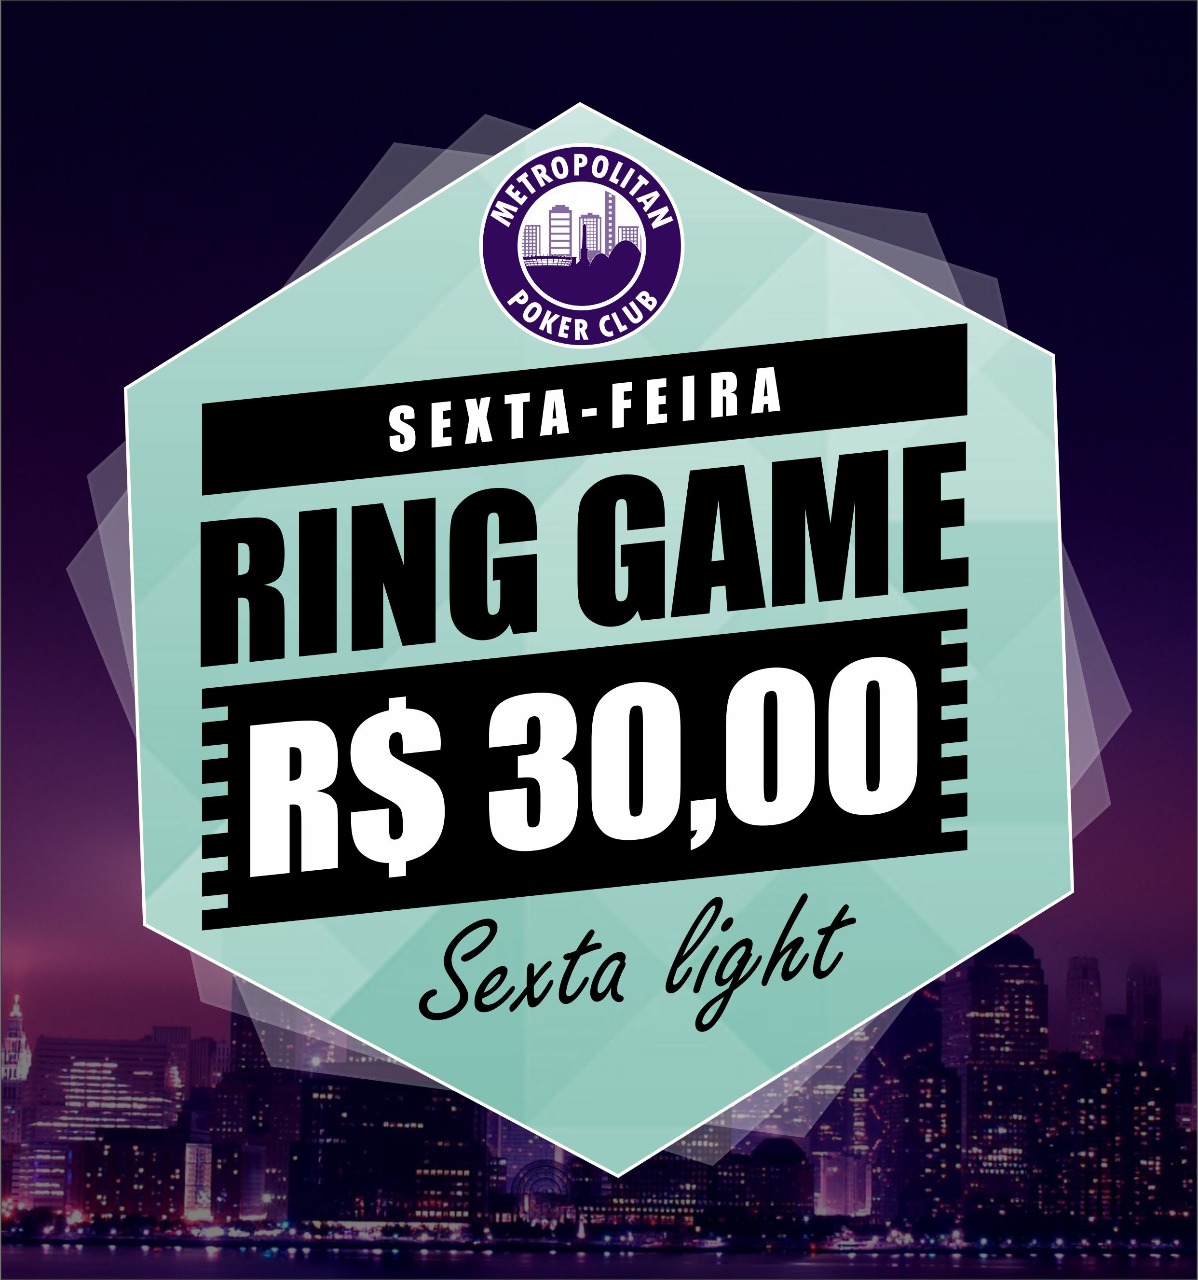 METROPOLITAN
POKER CLUB
SEXTA-FEIRA
RING GAME
R$ 30,00
Sexta light